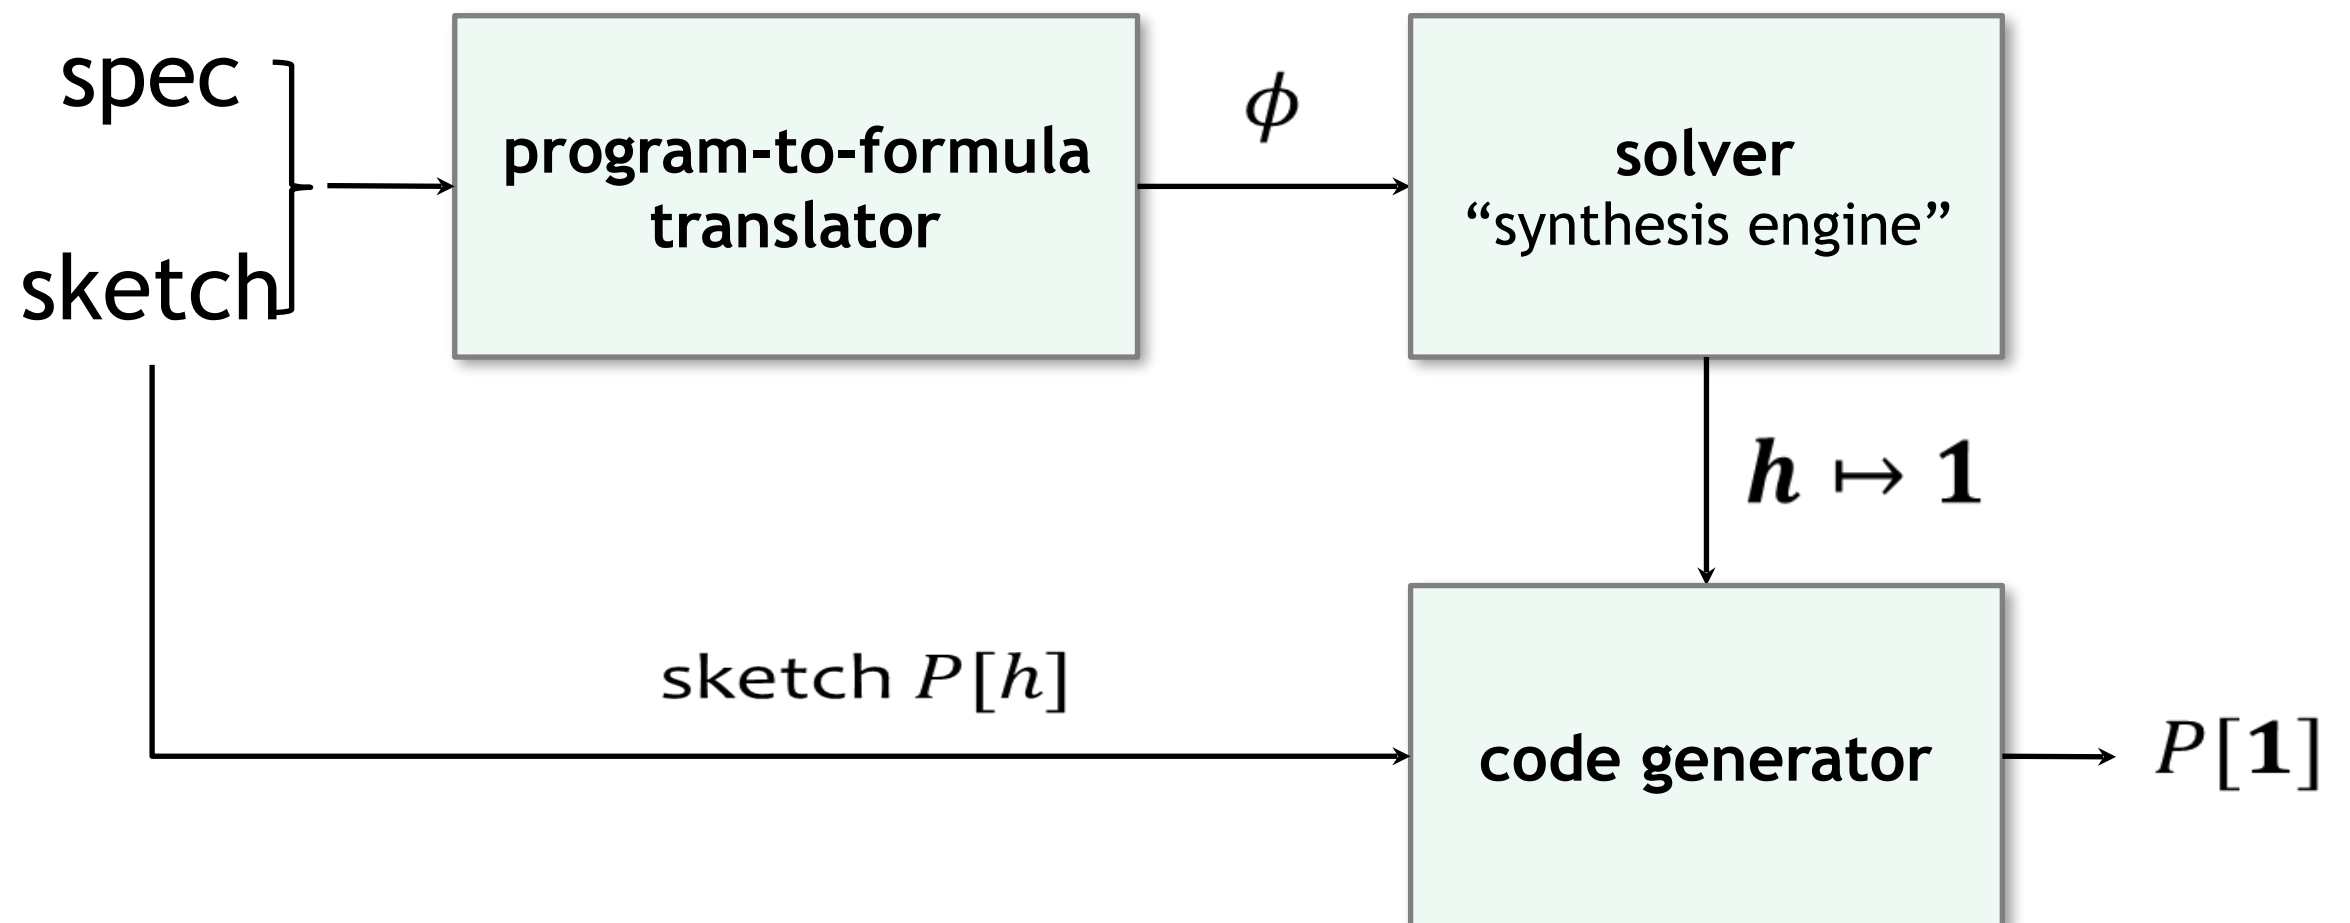 spec
sketch
program-to-formula
translator
ϕ
solver
“synthesis engine”
h ↦ 1
sketch P[h]
code generator
P[1]